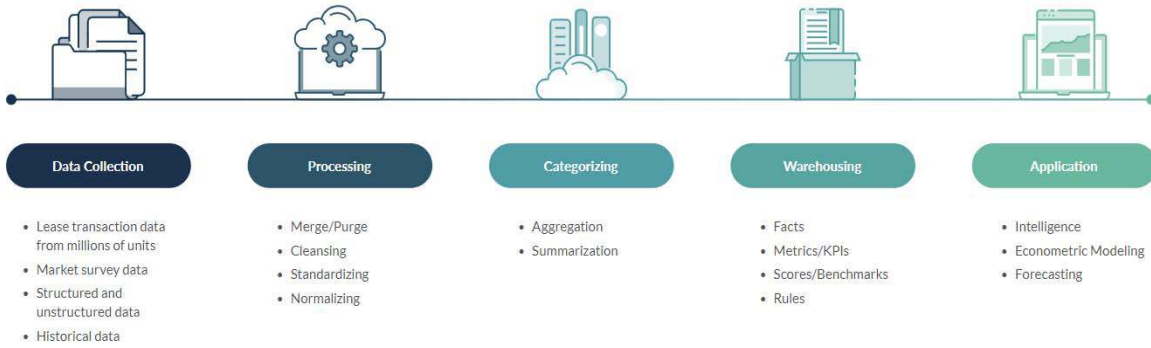 Data Collection
Processing
Categorizing
Warehousing
Application
• Lease transaction data
from millions of units
• Market survey data
• Structured and
unstructured data
• Historical data
• Merge/Purge
• Cleansing
• Standardizing
• Normalizing
• Aggregation
• Summarization
• Facts
• Metrics/KPIs
• Scores/Benchmarks
• Rules
• Intelligence
• Econometric Modeling
• Forecasting